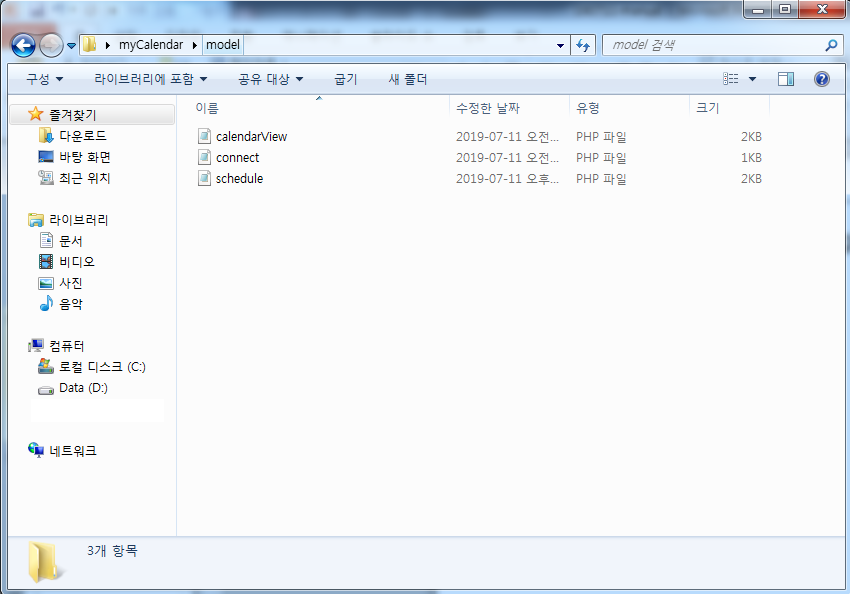 myCalendar model
model 검색
구성 라이브러리에 포함 공유 대상 굽기 새 폴더
즐겨찾기
다운로드
바탕 화면
최근 위치
라이브러리
문서
비디오
사진
음악
컴퓨터
로컬 디스크 (C:)
Data (D:)
네트워크
이름 수정한 날짜 유형 크기
calendarView 2019-07-11 오전... PHP 파일 2KB
connect 2019-07-11 오전... PHP 파일 1KB
schedule 2019-07-11 오후... PHP 파일 2KB
3개 항목